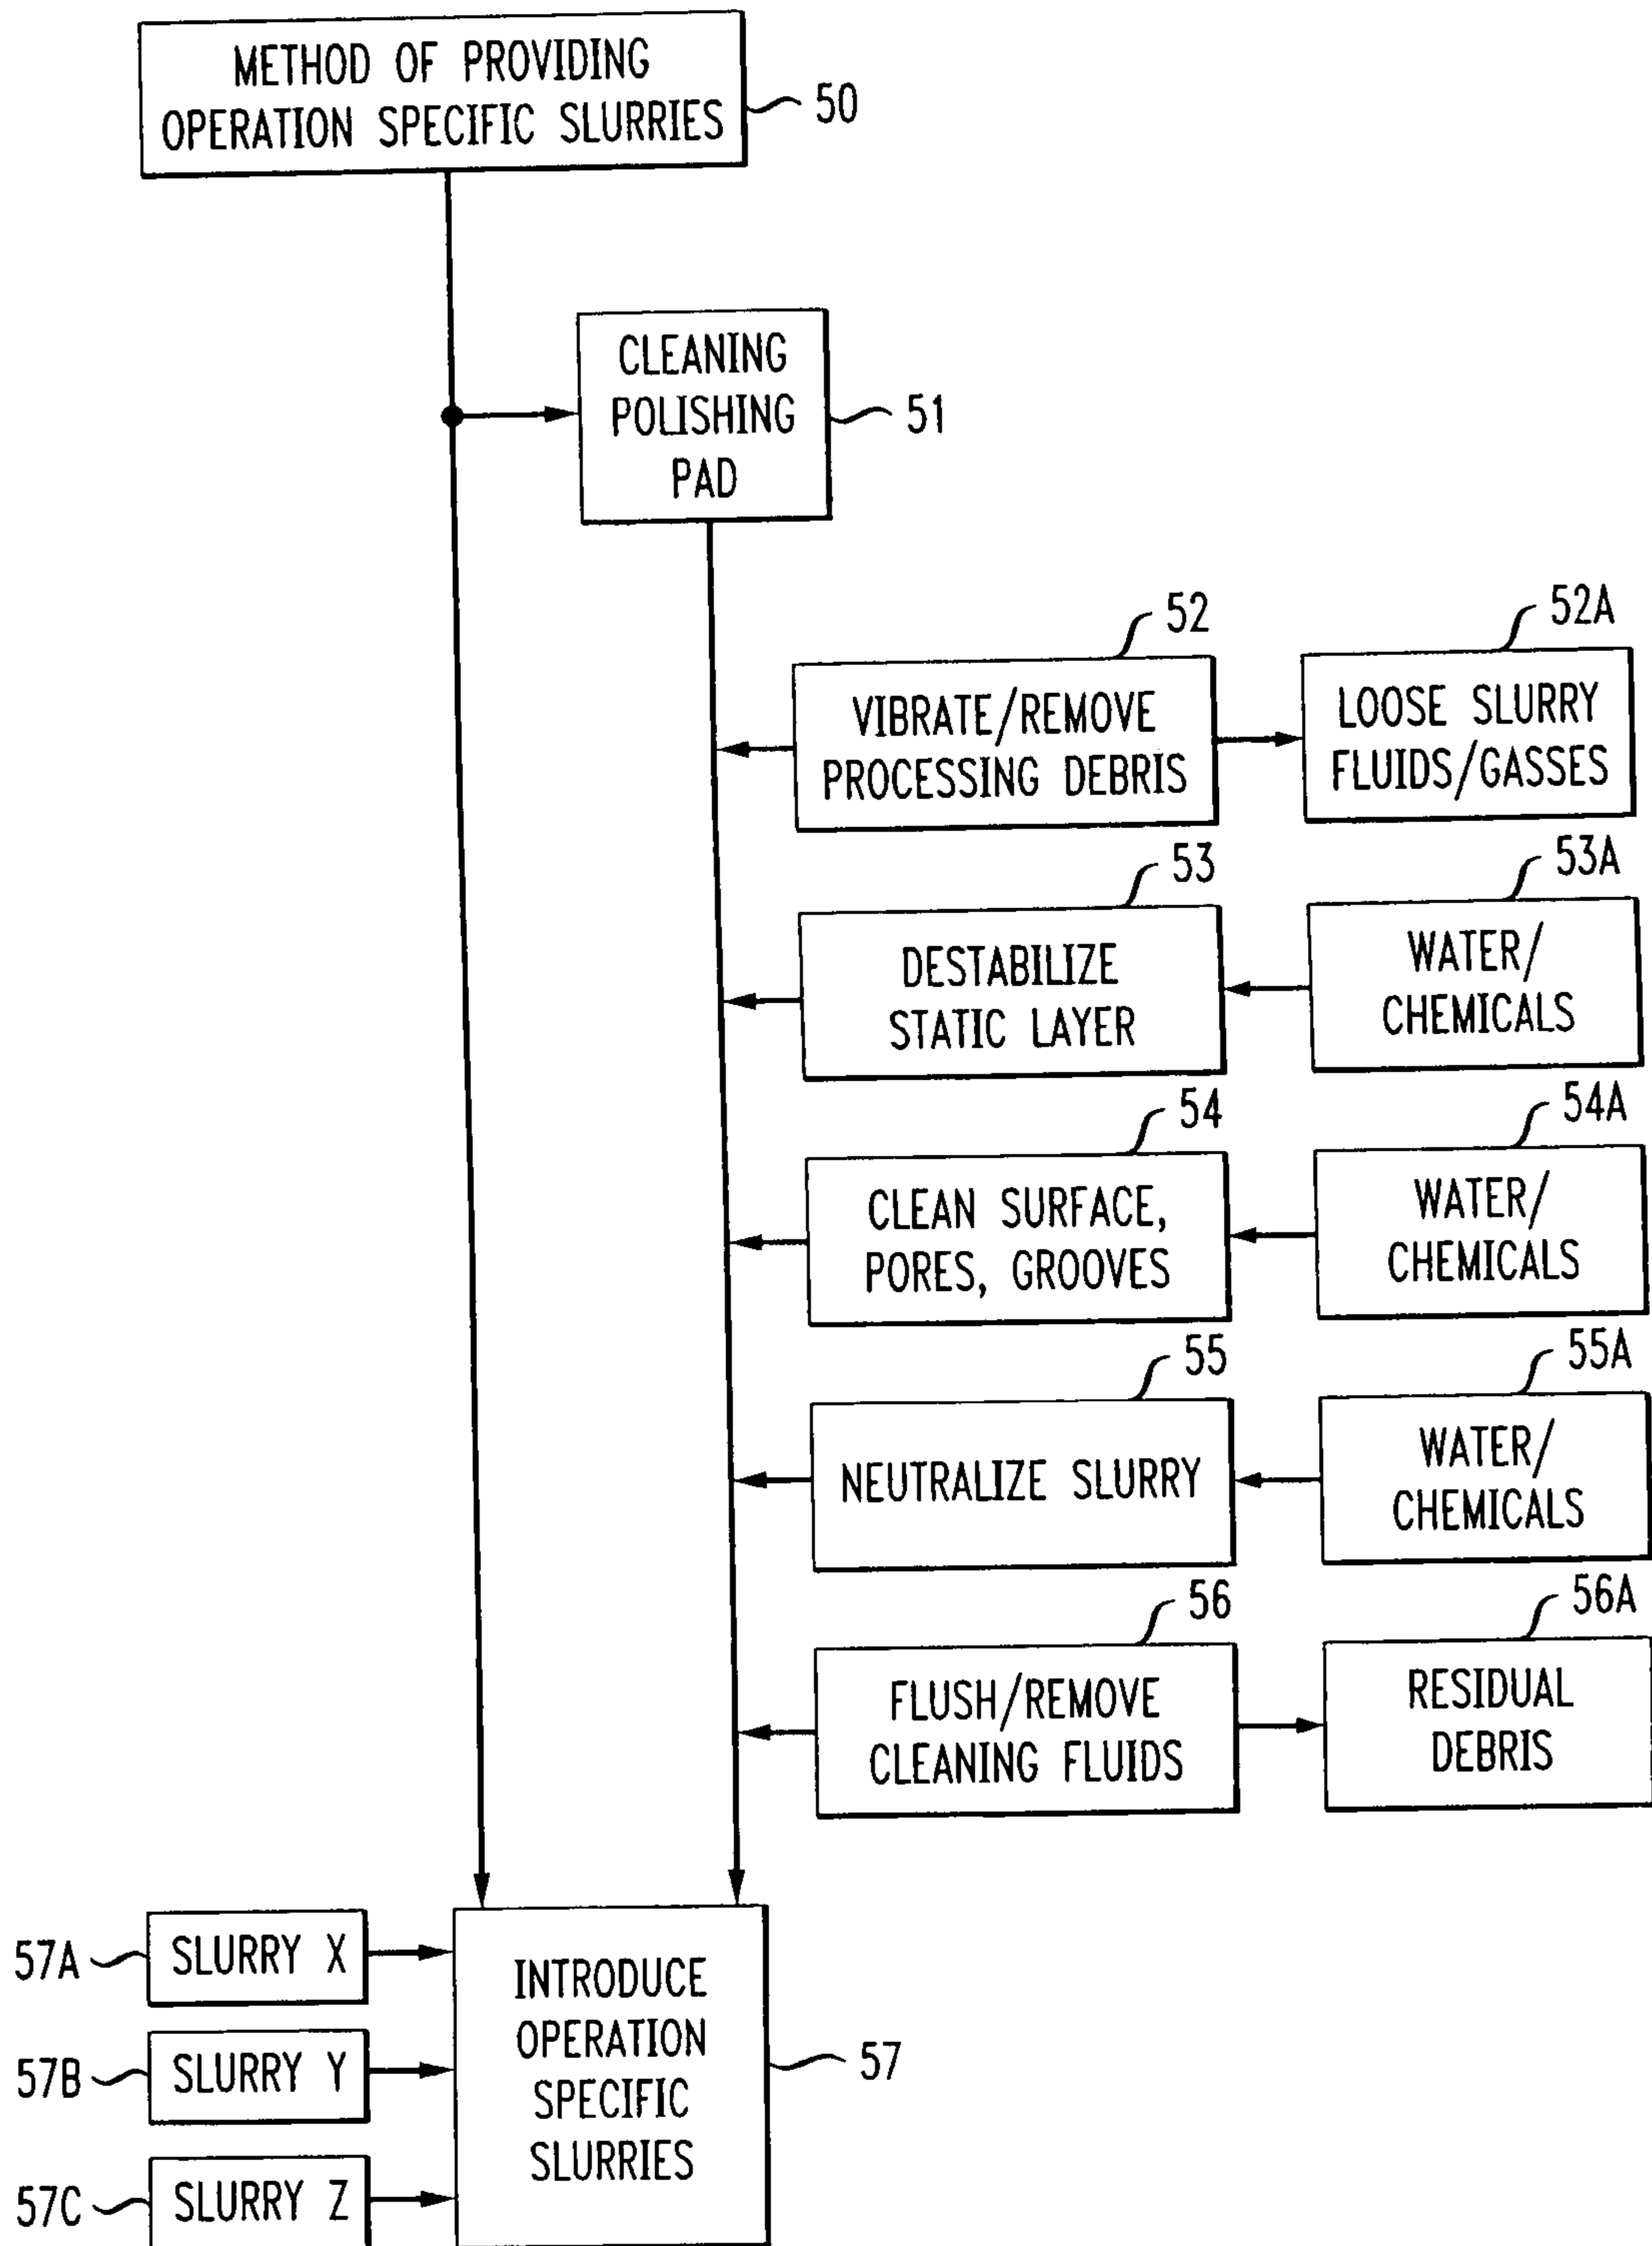 METHOD OF PROVIDING
OPERATION SPECIFIC SLURRIES
50
CLEANING
POLISHING
PAD
51
52
VIBRATE/REMOVE
PROCESSING DEBRIS
52A
LOOSE SLURRY
FLUIDS/GASSES
53
DESTABILIZE
STATIC LAYER
53A
WATER/
CHEMICALS
54
CLEAN SURFACE,
PORES, GROOVES
54A
WATER/
CHEMICALS
55
NEUTRALIZE SLURRY
55A
WATER/
CHEMICALS
56
FLUSH/REMOVE
CLEANING FLUIDS
56A
RESIDUAL
DEBRIS
57A
SLURRY X
57B
SLURRY Y
57C
SLURRY Z
INTRODUCE
OPERATION
SPECIFIC
SLURRIES
57